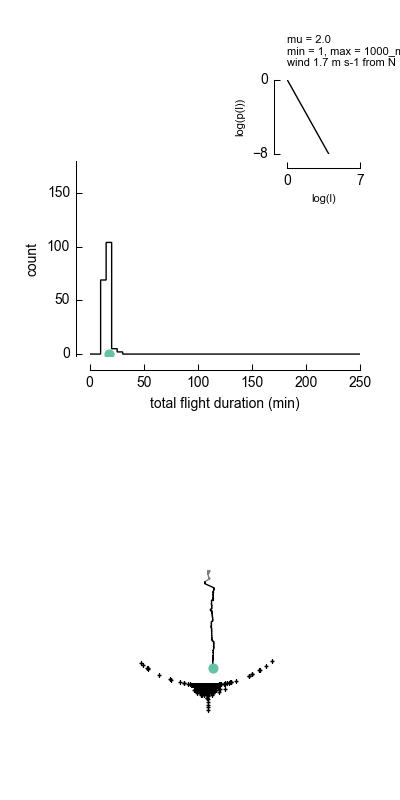 mu = 2.0
min = 1, max = 1000_m
wind 1.7 m s-1 from N
0
log(p(l))
−8
0 7
log(l)
150
100
count
50
0
0 50 100 150 200 250
total flight duration (min)